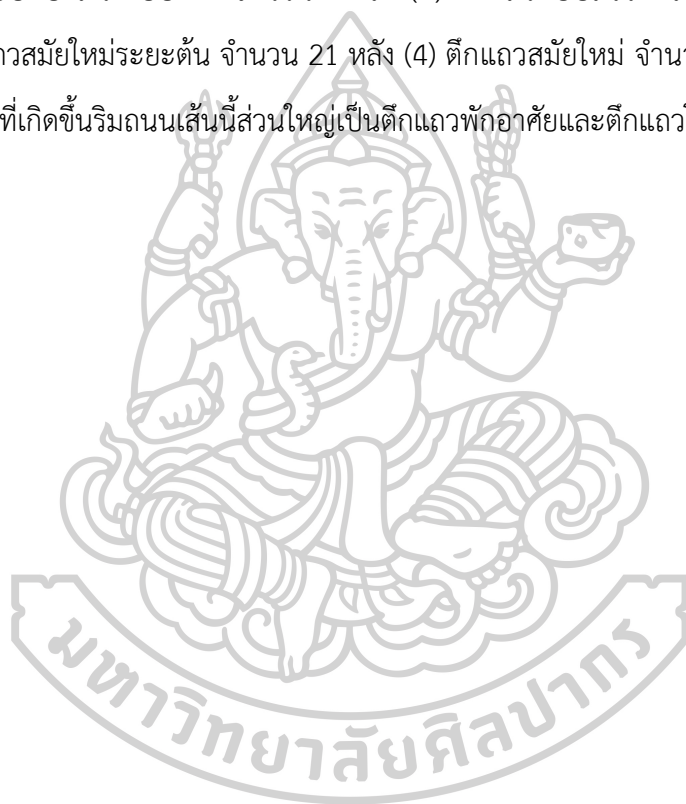 าวสมัยใหม่ระยะต้น จำนวน 21 หลัง (4) ตึกแถวสมัยใหม่ จำนว
ที่เกิดขึ้นริมถนนเส้นนี้ส่วนใหญ่เป็นตึกแถวพักอาศัยและตึกแถว
มหาวิทยาลัยศิลปากร